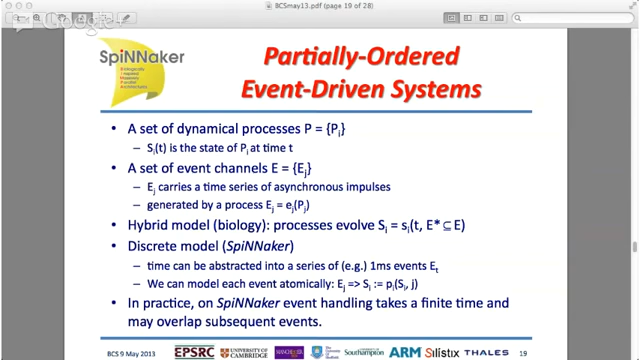 BCSmay13.pdf (page 19 of 28)
Google+
SpiNNaker
Partially-Ordered
Event-Driven Systems
• A set of dynamical processes P = {Pᵢ}
– Sᵢ(t) is the state of Pᵢ at time t
• A set of event channels E = {Eⱼ}
– Eⱼ carries a time series of asynchronous impulses
– generated by a process Eⱼ = eⱼ(Pⱼ)
• Hybrid model (biology): processes evolve Sᵢ = sᵢ(t, E* ⊆ E)
• Discrete model (SpiNNaker)
– time can be abstracted into a series of (e.g.) 1ms events Eₜ
– We can model each event atomically: Eⱼ => Sᵢ := pᵢ(Sᵢ, j)
• In practice, on SpiNNaker event handling takes a finite time and
may overlap subsequent events.
BCS 9 May 2013
EPSRC
UNIVERSITY OF
CAMBRIDGE
MANCHESTER
Southampton
ARM
Silistix
THALES
19